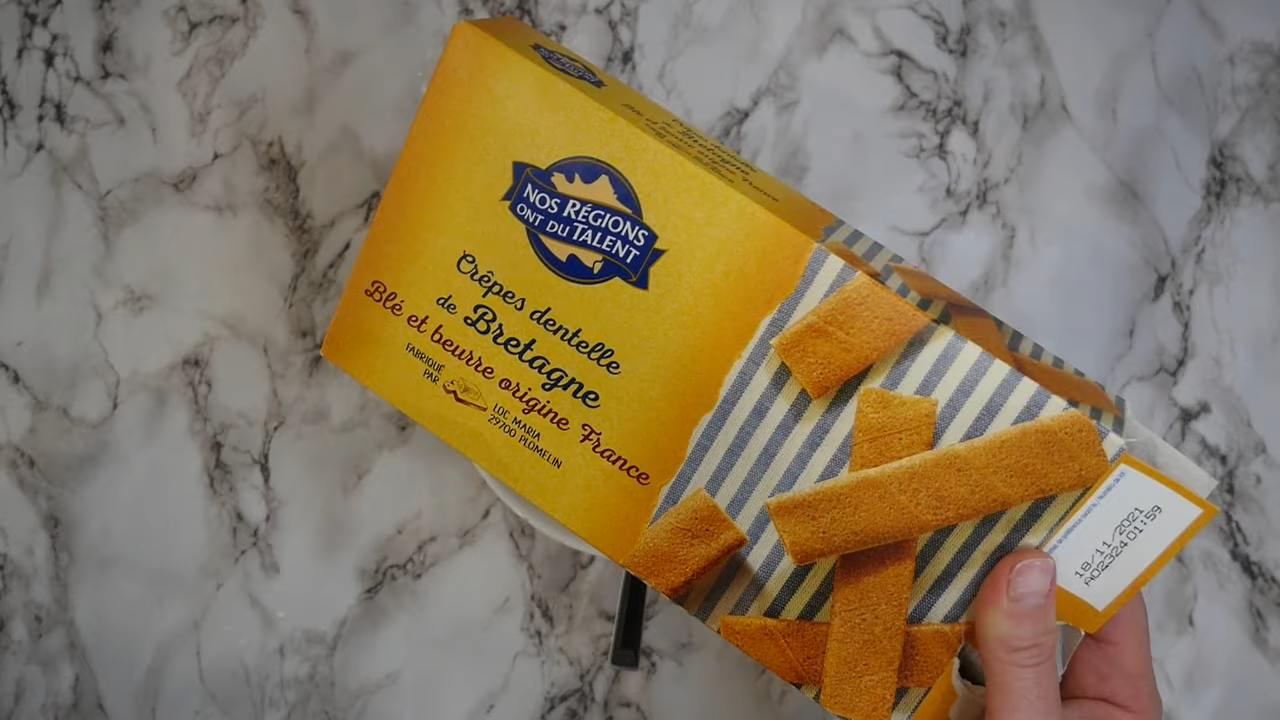 NOS RÉGIONS
ONT DU TALENT
Crêpes dentelle
de Bretagne
Blé et beurre origine France
FABRIQUÉ
PAR
LOC MARIA
29700 PLOMELIN
18/11/2021
A02324 01:59